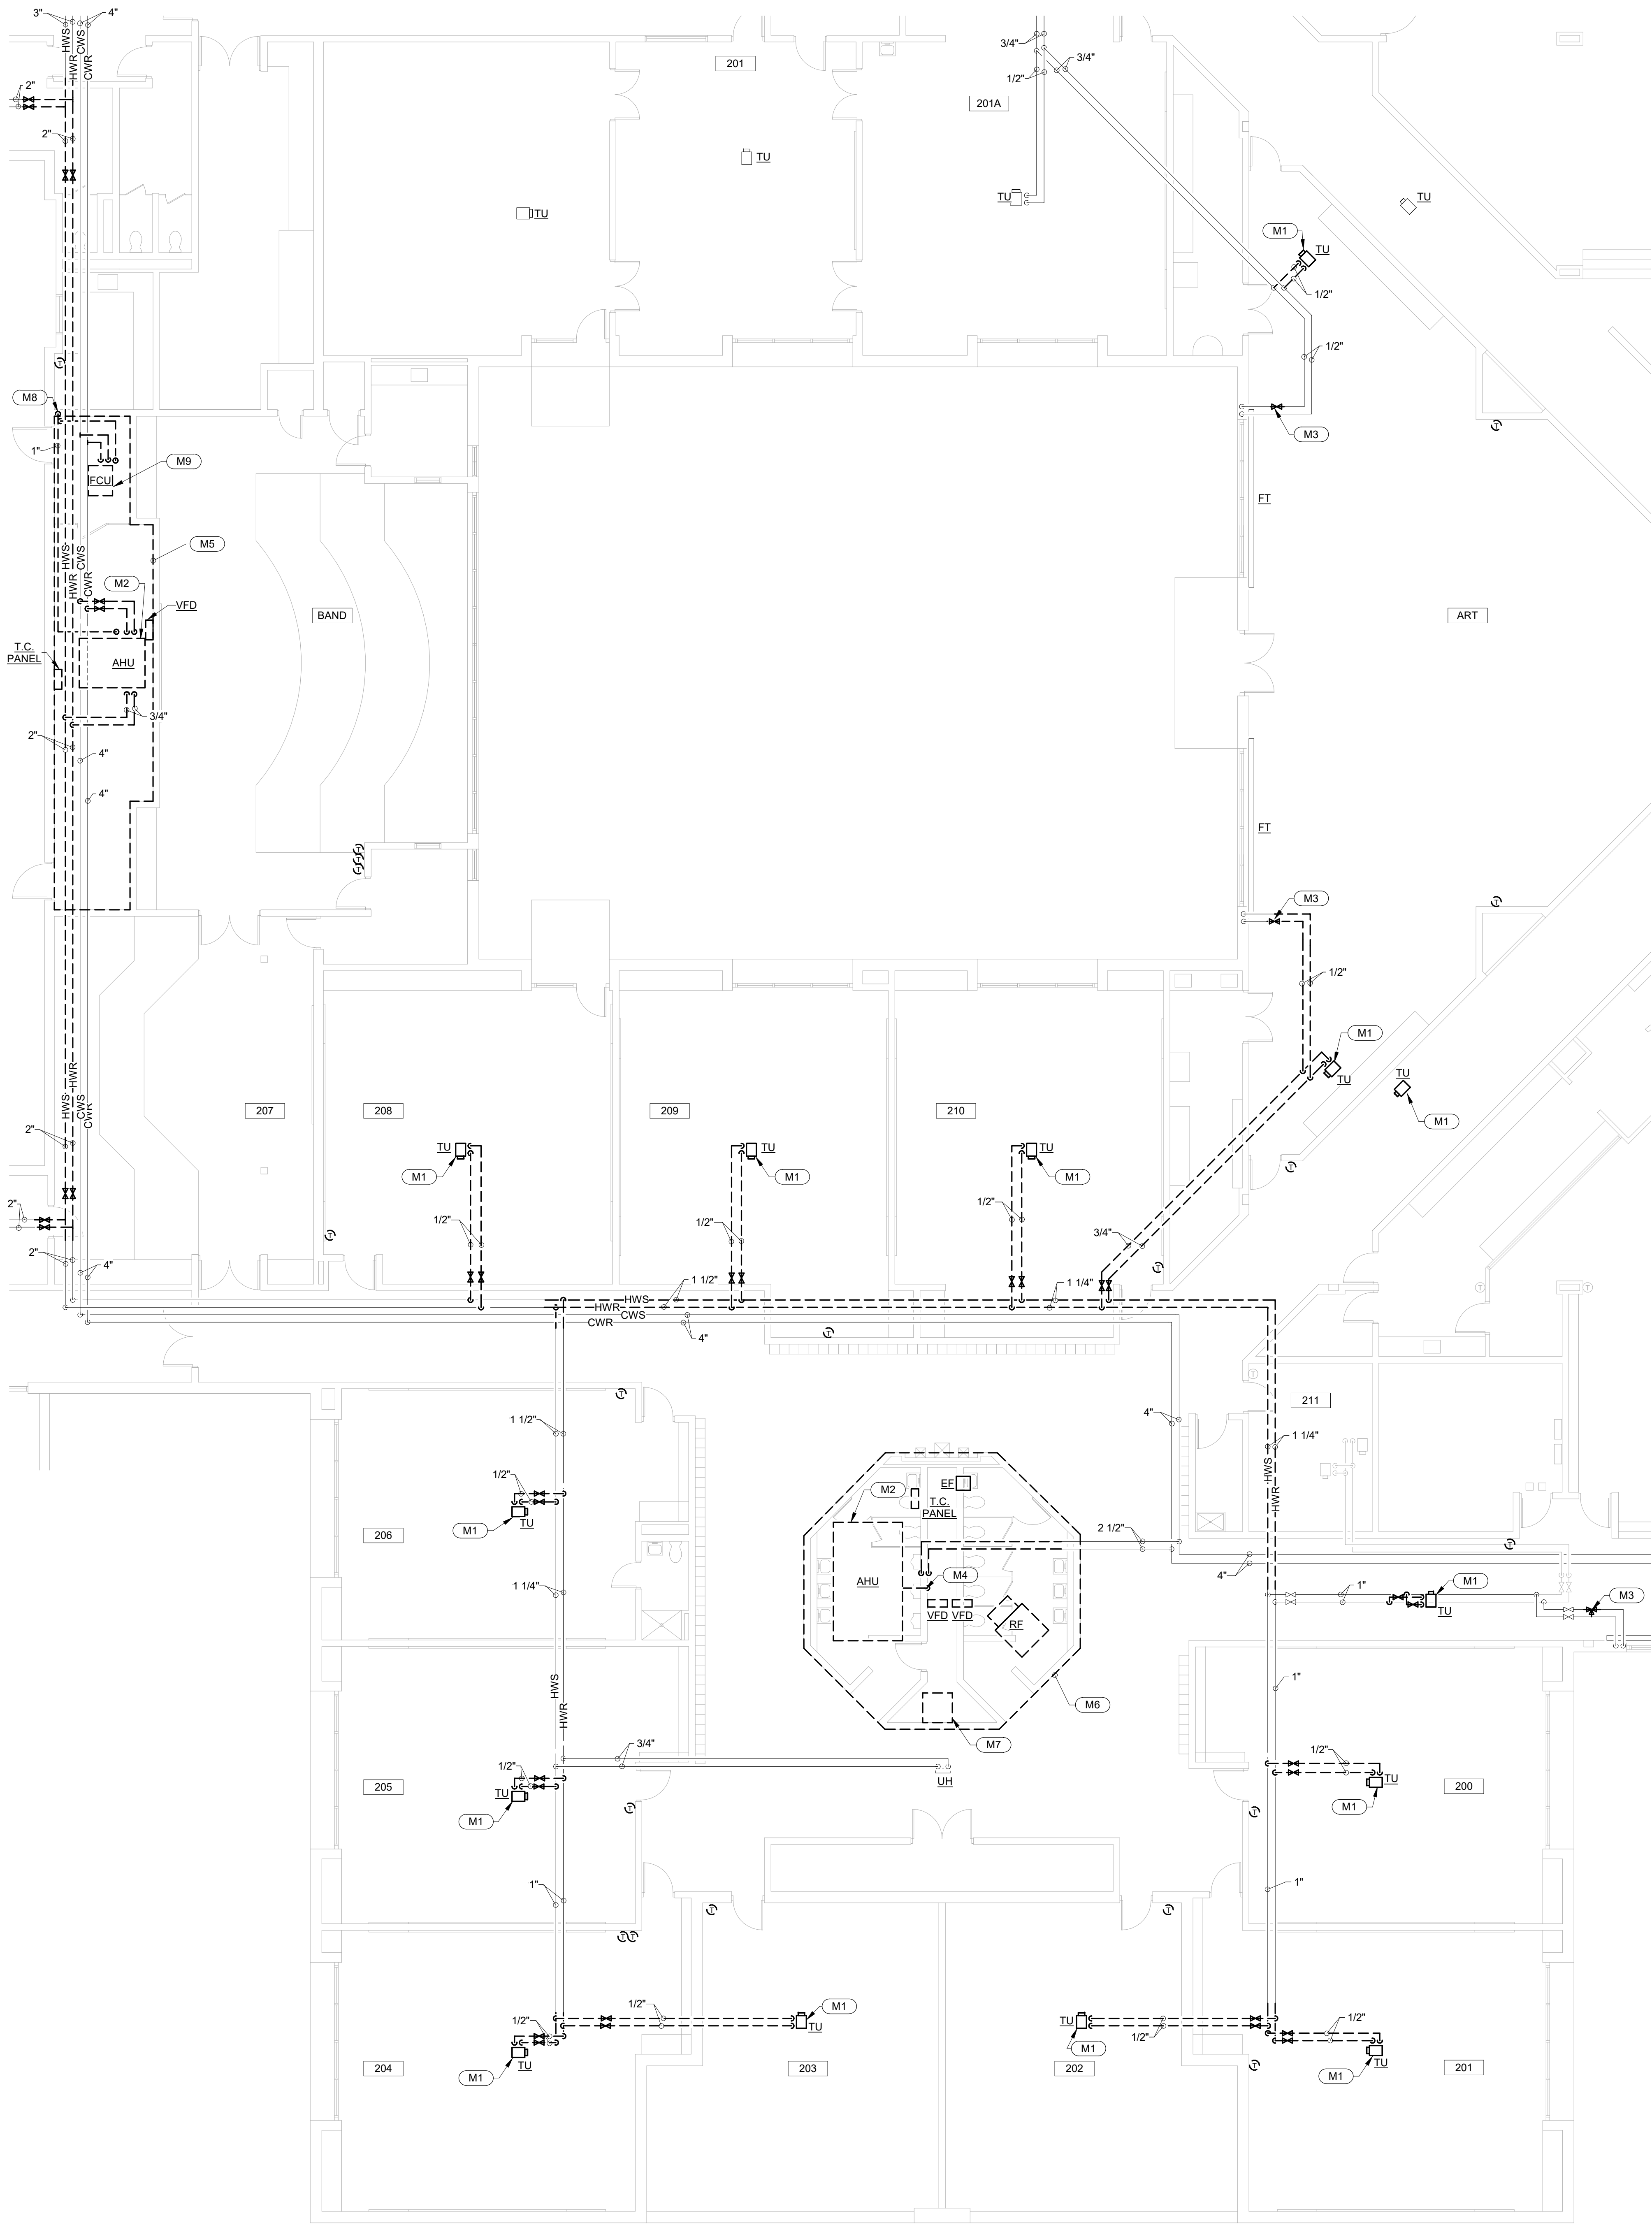 3"
4"
HWS
HWR
CWS
CWR
2"
2"
201
3/4"
3/4"
1/2"
201A
TU
TU
TU
TU
M1
TU
1/2"
1/2"
M3
M8
1"
M9
FCU
FT
M5
HWS
HWR
CWS
CWR
M2
VFD
BAND
ART
T.C.
PANEL
AHU
3/4"
2"
4"
4"
FT
M3
1/2"
M1
TU
TU
M1
HWS
HWR
CWS
CWR
207
208
209
210
2"
TU
M1
TU
M1
TU
M1
2"
1/2"
1/2"
1/2"
3/4"
2"
4"
1 1/2"
1 1/4"
HWS
HWR
CWS
CWR
4"
T
T
T
T
T
T
T
T
T
T
T
T
T
T
211
4"
1 1/2"
1 1/4"
HWS
HWR
1/2"
M1
TU
206
M2
EF
T.C.
PANEL
2 1/2"
AHU
M4
VFD
VFD
RF
4"
1"
M1
TU
M3
1 1/4"
HWS
HWR
M6
M7
1"
3/4"
UH
1/2"
TU
M1
205
1/2"
TU
M1
200
T
T
1"
1"
T
T
T
T
1/2"
M1
TU
1/2"
TU
M1
204
203
TU
1/2"
M1
202
1/2"
M1
TU
201
T